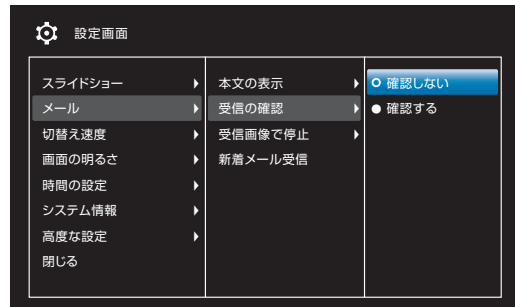 設定画面
スライドショー
メール
切替え速度
画面の明るさ
時間の設定
システム情報
高度な設定
閉じる
本文の表示
受信の確認
受信画像で停止
新着メール受信
確認しない
確認する